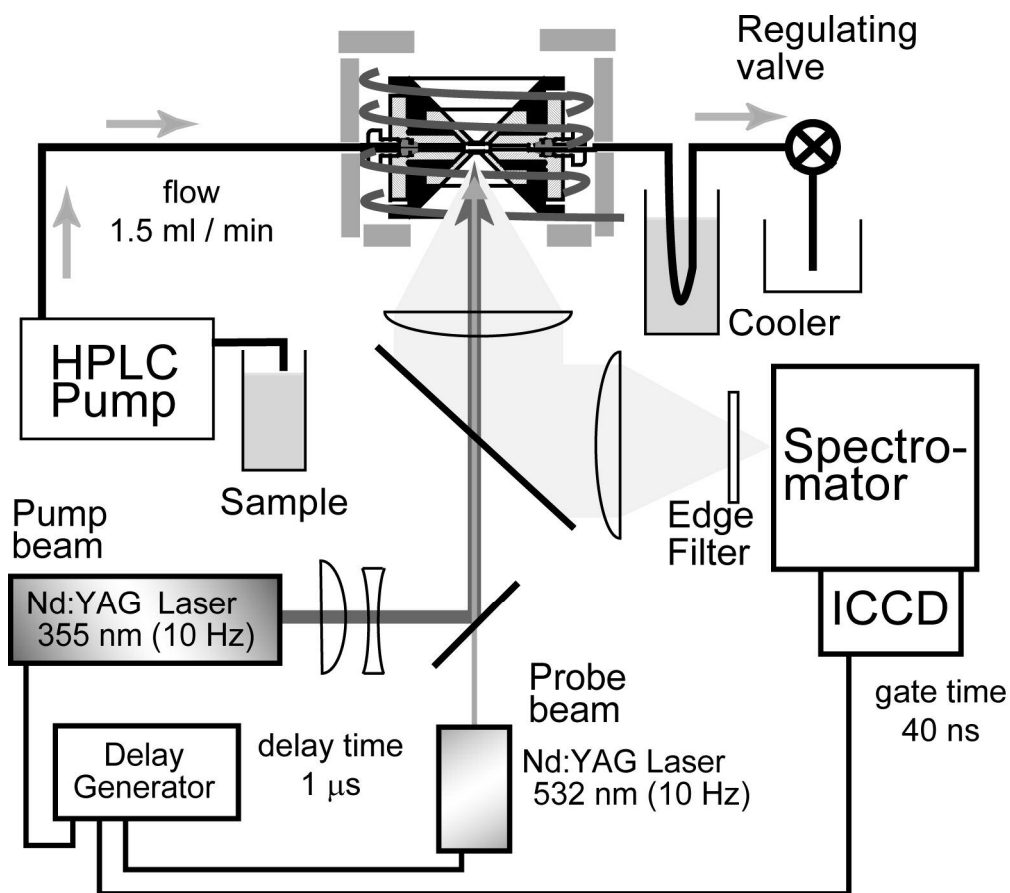 Regulating
valve
flow
1.5 ml / min
HPLC
Pump
Sample
Cooler
Spectro-
mator
Edge
Filter
ICCD
gate time
40 ns
Pump
beam
Nd:YAG Laser
355 nm (10 Hz)
Probe
beam
Nd:YAG Laser
532 nm (10 Hz)
delay time
1 μs
Delay
Generator